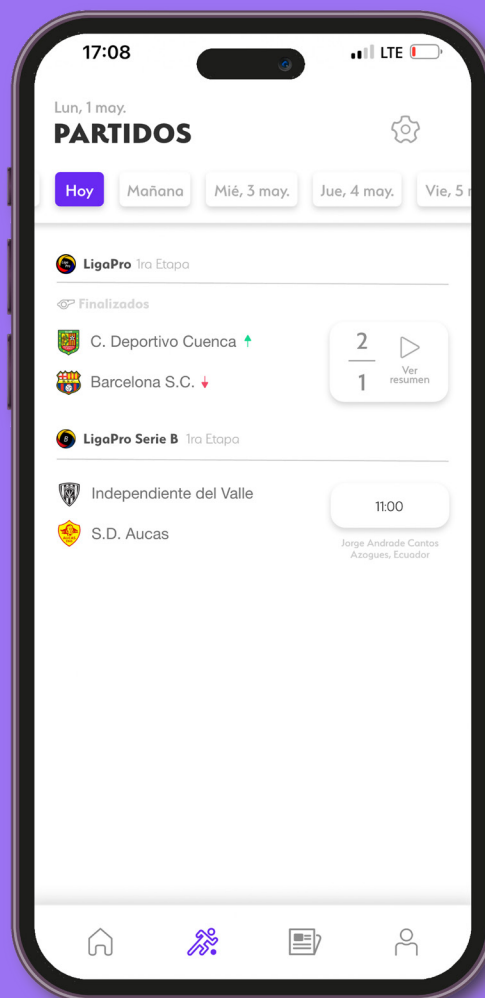 17:08
LTE
Lun, 1 may.
PARTIDOS
Hoy
Mañana
Mié, 3 may.
Jue, 4 may.
Vie, 5
LigaPro 1ra Etapa
Finalizados
C. Deportivo Cuenca
2
Ver
resumen
Barcelona S.C.
1
B
LigaPro Serie B 1ra Etapa
Independiente del Valle
11:00
S.D. Aucas
Jorge Andrade Cantos
Azogues, Ecuador